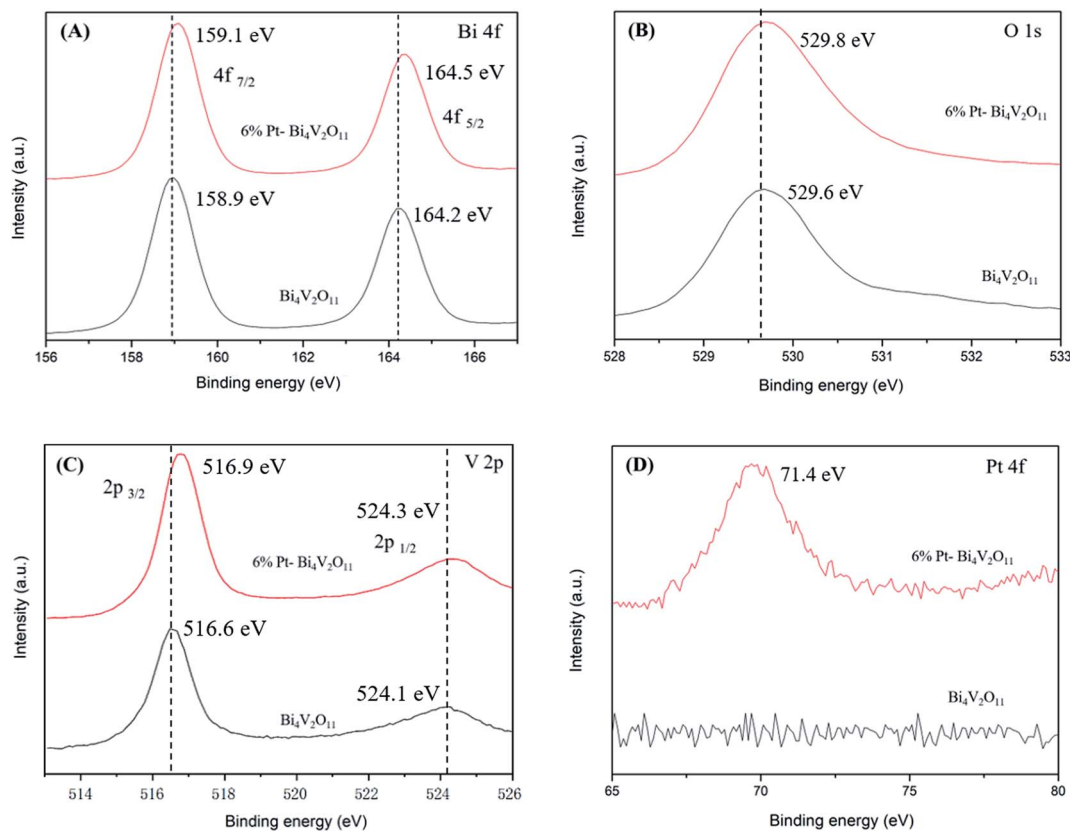 (A)
Bi 4f
159.1 eV
4f 7/2
164.5 eV
4f 5/2
6% Pt- Bi₄V₂O₁₁
158.9 eV
164.2 eV
Bi₄V₂O₁₁
Intensity (a.u.)
156 158 160 162 164 166
Binding energy (eV)
(B)
O 1s
529.8 eV
6% Pt- Bi₄V₂O₁₁
529.6 eV
Bi₄V₂O₁₁
Intensity (a.u.)
528 529 530 531 532 533
Binding energy (eV)
(C)
V 2p
516.9 eV
2p 3/2
524.3 eV
2p 1/2
6% Pt- Bi₄V₂O₁₁
516.6 eV
524.1 eV
Bi₄V₂O₁₁
Intensity (a.u.)
514 516 518 520 522 524 526
Binding energy (eV)
(D)
Pt 4f
71.4 eV
6% Pt- Bi₄V₂O₁₁
Bi₄V₂O₁₁
Intensity (a.u.)
65 70 75 80
Binding energy (eV)